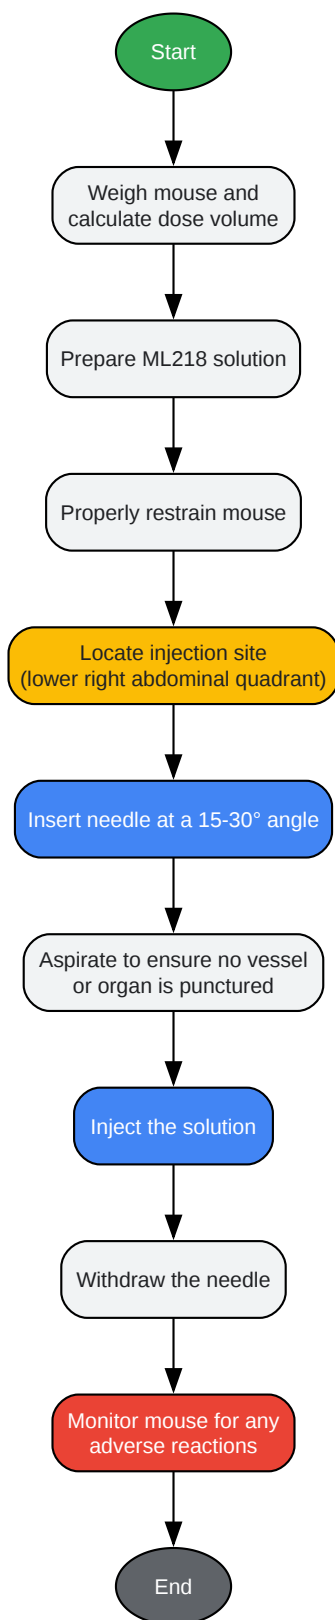 Start
Weigh mouse and
calculate dose volume
Prepare ML218 solution
Properly restrain mouse
Locate injection site
(lower right abdominal quadrant)
Insert needle at a 15-30° angle
Aspirate to ensure no vessel
or organ is punctured
Inject the solution
Withdraw the needle
Monitor mouse for any
adverse reactions
End